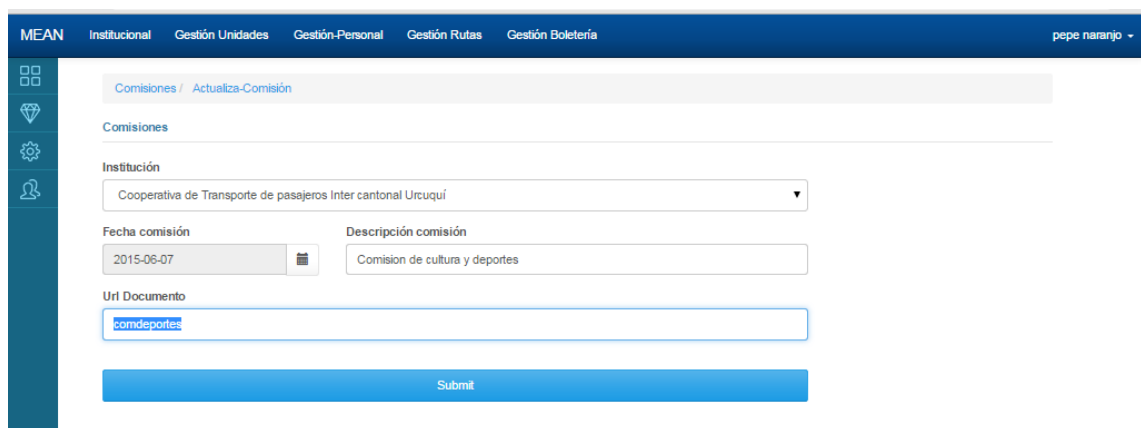 MEAN Institucional Gestión Unidades Gestión-Personal Gestión Rutas Gestión Boletería pepe naranjo
Comisiones / Actualiza-Comisión
Comisiones
Institución
Cooperativa de Transporte de pasajeros Inter cantonal Urcuquí
Fecha comisión Descripción comisión
2015-06-07 Comision de cultura y deportes
Url Documento
comdeportes
Submit